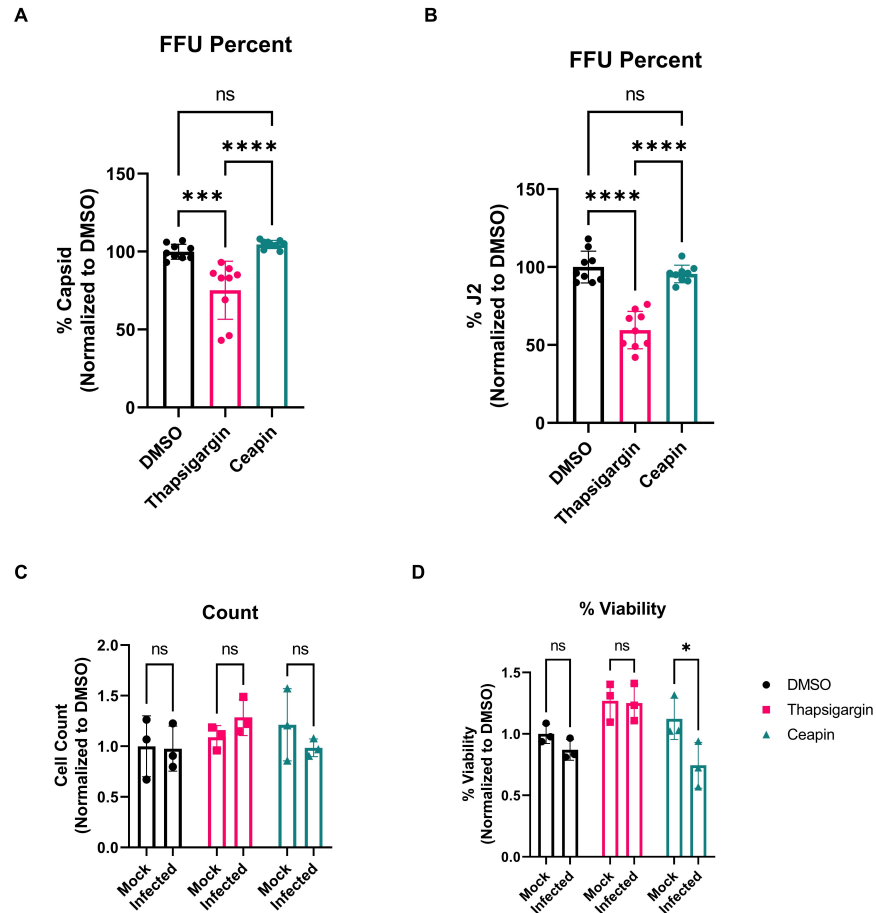 A
FFU Percent
ns
****
***
% Capsid
(Normalized to DMSO)
150
100
50
0
DMSO
Thapsigargin
Ceapin
B
FFU Percent
ns
****
****
% J2
(Normalized to DMSO)
150
100
50
0
DMSO
Thapsigargin
Ceapin
C
Count
ns
ns
ns
Cell Count
(Normalized to DMSO)
2.0
1.5
1.0
0.5
0.0
Mock
Infected
Mock
Infected
Mock
Infected
D
% Viability
ns
ns
*
% Viability
(Normalized to DMSO)
1.5
1.0
0.5
0.0
Mock
Infected
Mock
Infected
Mock
Infected
DMSO
Thapsigargin
Ceapin